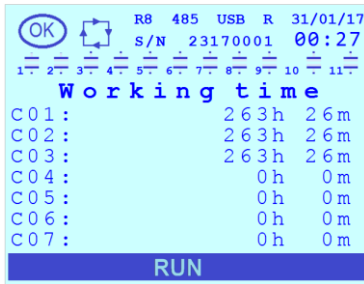 OK R8 485 USB R 31/01/17
S/N 23170001 00:27
1 2 3 4 5 6 7 8 9 10 11
Working time
C01: 263h 26m
C02: 263h 26m
C03: 263h 26m
C04: 0h 0m
C05: 0h 0m
C06: 0h 0m
C07: 0h 0m
RUN